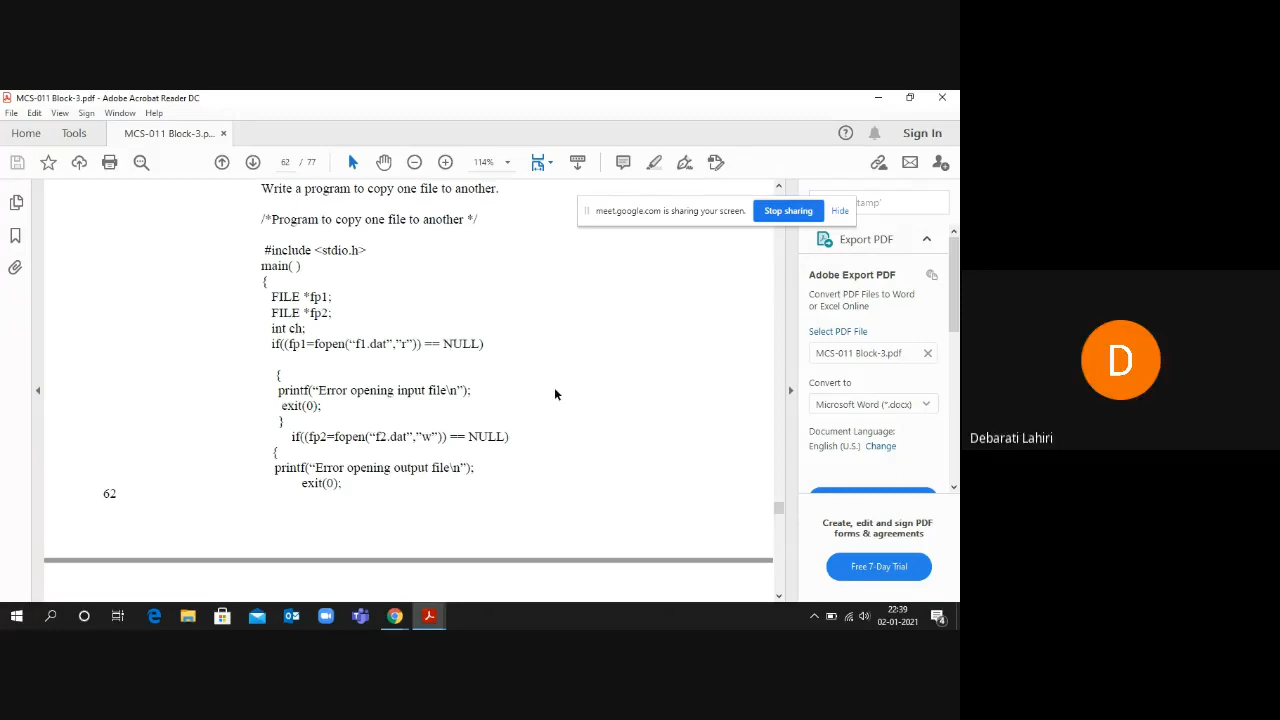 MCS-011 Block-3.pdf - Adobe Acrobat Reader DC
File Edit View Sign Window Help
Home Tools MCS-011 Block-3.p... × Sign In
62 / 77 114%
Write a program to copy one file to another.
/*Program to copy one file to another */
#include <stdio.h>
main( )
{
FILE *fp1;
FILE *fp2;
int ch;
if((fp1=fopen(“f1.dat”,”r”)) == NULL)
{
printf(“Error opening input file\n”);
exit(0);
}
if((fp2=fopen(“f2.dat”,”w”)) == NULL)
{
printf(“Error opening output file\n”);
exit(0);
62
meet.google.com is sharing your screen. Stop sharing Hide
tamp'
Export PDF
Adobe Export PDF
Convert PDF Files to Word
or Excel Online
Select PDF File
MCS-011 Block-3.pdf
Convert to
Microsoft Word (*.docx)
Document Language:
English (U.S.) Change
Create, edit and sign PDF
forms & agreements
Free 7-Day Trial
22:39
02-01-2021
4
D
Debarati Lahiri